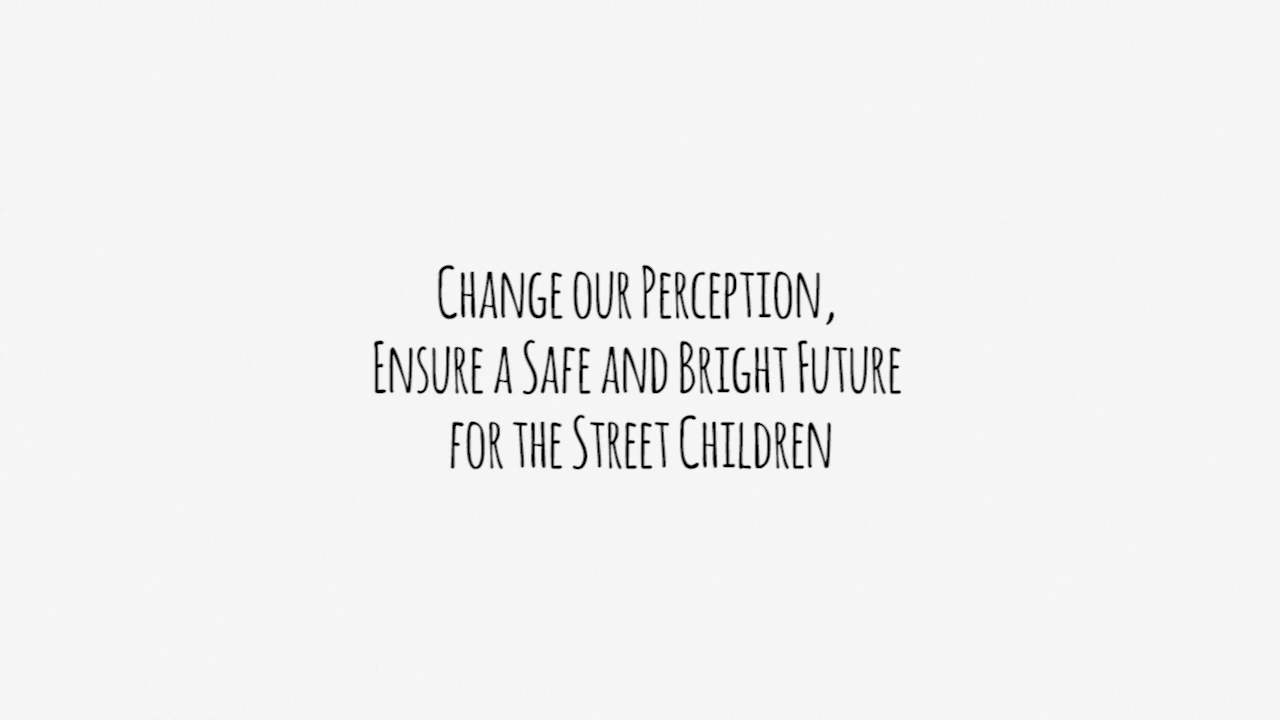 Change our Perception,
Ensure a Safe and Bright Future
for the Street Children